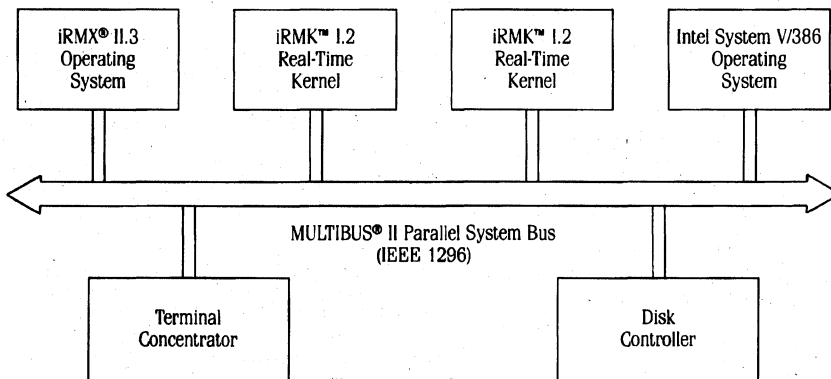 iRMX® II.3
Operating
System
iRMK™ I.2
Real-Time
Kernel
iRMK™ I.2
Real-Time
Kernel
Intel System V/386
Operating
System
MULTIBUS® II Parallel System Bus
(IEEE 1296)
Terminal
Concentrator
Disk
Controller